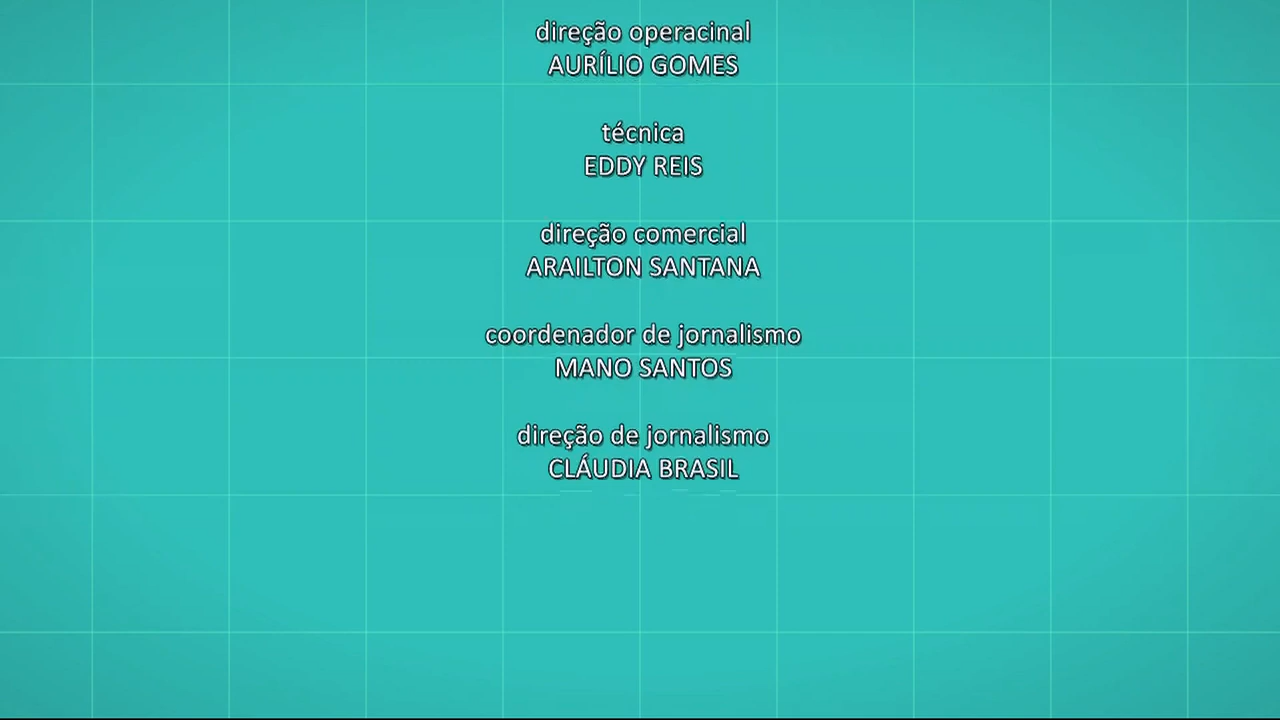 direção operacinal
AURÍLIO GOMES
técnica
EDDY REIS
direção comercial
ARAILTON SANTANA
coordenador de jornalismo
MANO SANTOS
direção de jornalismo
CLÁUDIA BRASIL